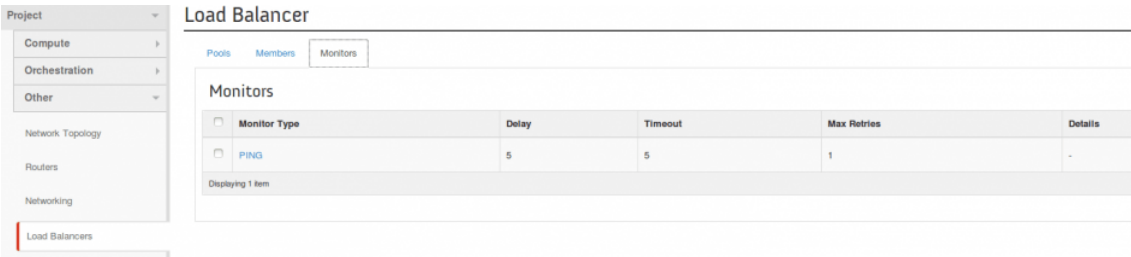 Project
Compute
Orchestration
Other
Network Topology
Routers
Networking
Load Balancers
Load Balancer
Pools Members Monitors
Monitors
Monitor Type Delay Timeout Max Retries Details
PING 5 5 1 -
Displaying 1 item